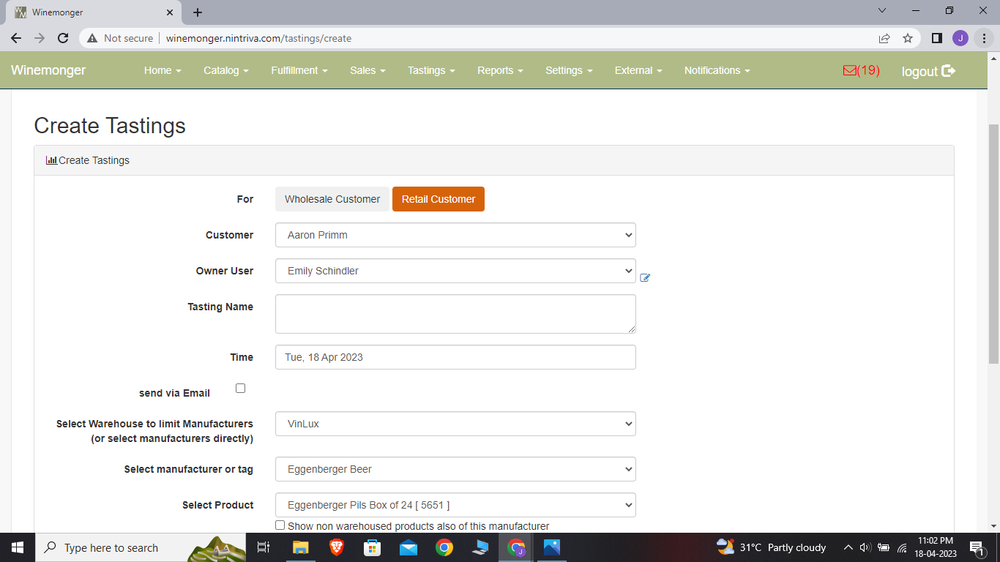 Winemonger
Not secure winemonger.nintriva.com/tastings/create
J
Winemonger Home Catalog Fulfillment Sales Tastings Reports Settings External Notifications (19) logout
Create Tastings
Create Tastings
For Wholesale Customer Retail Customer
Customer Aaron Primm
Owner User Emily Schindler
Tasting Name
Time Tue, 18 Apr 2023
send via Email
Select Warehouse to limit Manufacturers
(or select manufacturers directly) VinLux
Select manufacturer or tag Eggenberger Beer
Select Product Eggenberger Pils Box of 24 [ 5651 ]
Show non warehoused products also of this manufacturer
Type here to search J 31°C Partly cloudy 11:02 PM
18-04-2023 1